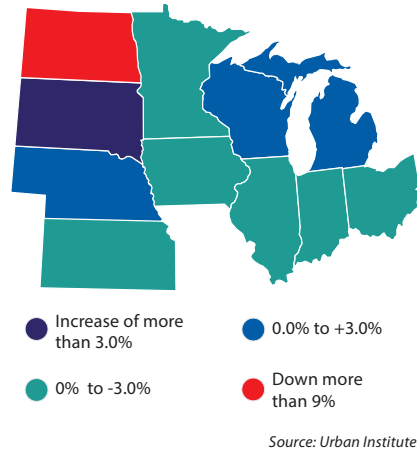 Increase of more
than 3.0%
0.0% to +3.0%
0% to -3.0%
Down more
than 9%
Source: Urban Institute